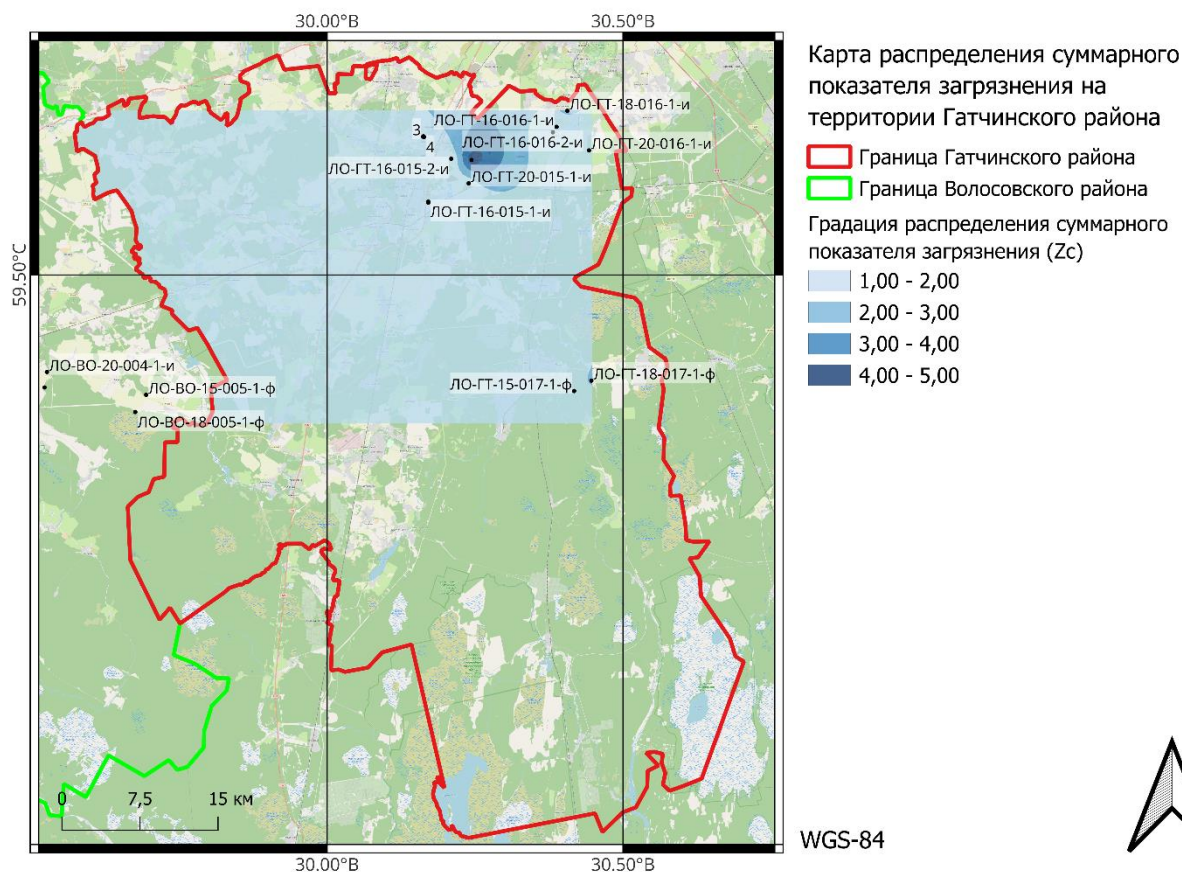 30.00°В
30.50°В
Карта распределения суммарного
показателя загрязнения на
территории Гатчинского района
Граница Гатчинского района
Граница Волосовского района
Градация распределения суммарного
показателя загрязнения (Zc)
1,00 - 2,00
2,00 - 3,00
3,00 - 4,00
4,00 - 5,00
ЛО-ГТ-18-016-1-и
ЛО-ГТ-16-016-1-и
3
4
ЛО-ГТ-16-016-2-и
ЛО-ГТ-20-016-1-и
ЛО-ГТ-16-015-2-и
ЛО-ГТ-20-015-1-и
ЛО-ГТ-16-015-1-и
59.50°С
ЛО-ВО-20-004-1-и
ЛО-ВО-15-005-1-ф
ЛО-ВО-18-005-1-ф
ЛО-ГТ-15-017-1-ф
ЛО-ГТ-18-017-1-ф
0 7,5 15 км
WGS-84
30.00°В
30.50°В